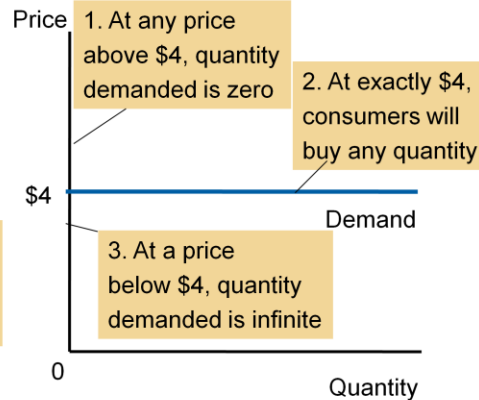 Price
1. At any price
above $4, quantity
demanded is zero
2. At exactly $4,
consumers will
buy any quantity
$4
Demand
3. At a price
below $4, quantity
demanded is infinite
0
Quantity